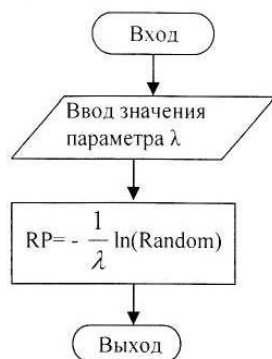 Вход
Ввод значения
параметра λ
RP= - 1/λ ln(Random)
Выход